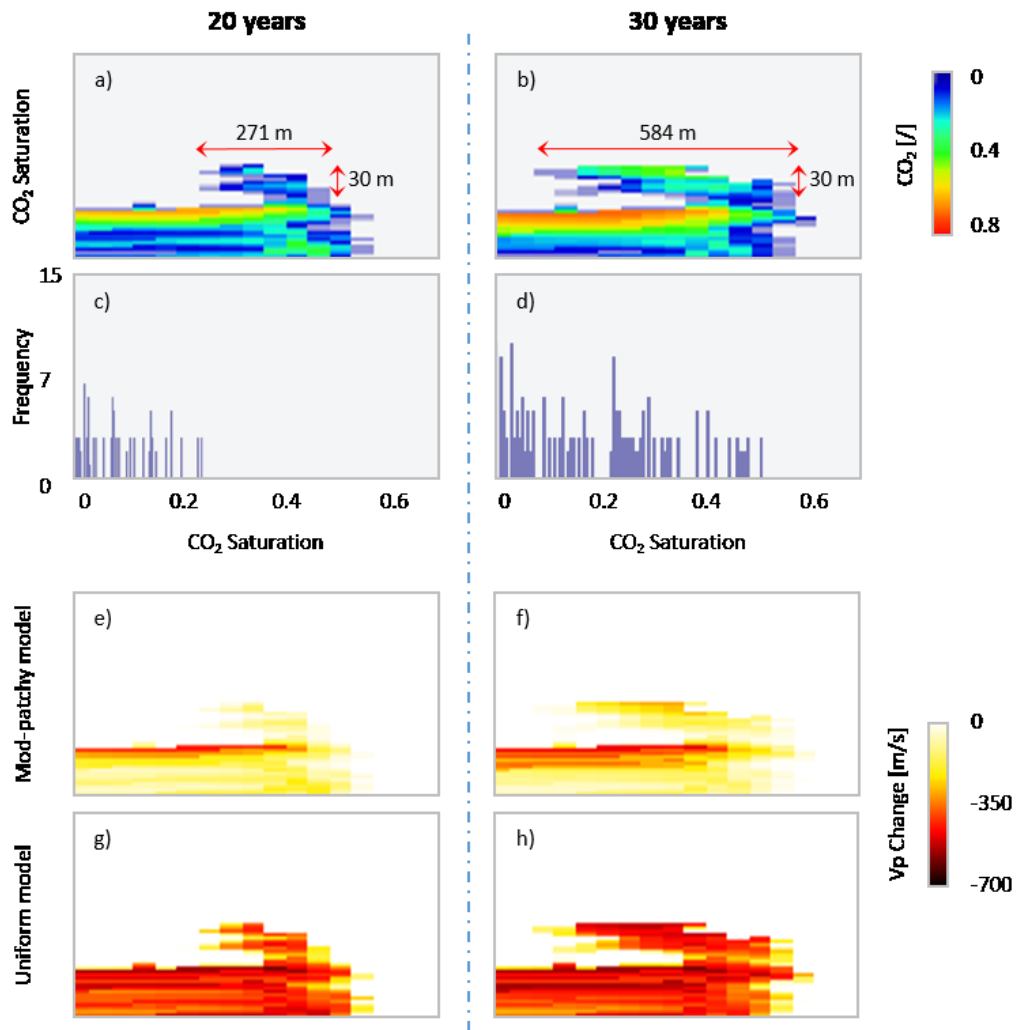 20 years
30 years
a)
271 m
30 m
CO₂ Saturation
b)
584 m
30 m
CO₂ [/]
0
0.4
0.8
c)
15
7
0
Frequency
0
0.2
0.4
0.6
CO₂ Saturation
d)
0
0.2
0.4
0.6
CO₂ Saturation
e)
Mod-patchy model
f)
g)
Uniform model
h)
Vp Change [m/s]
0
-350
-700